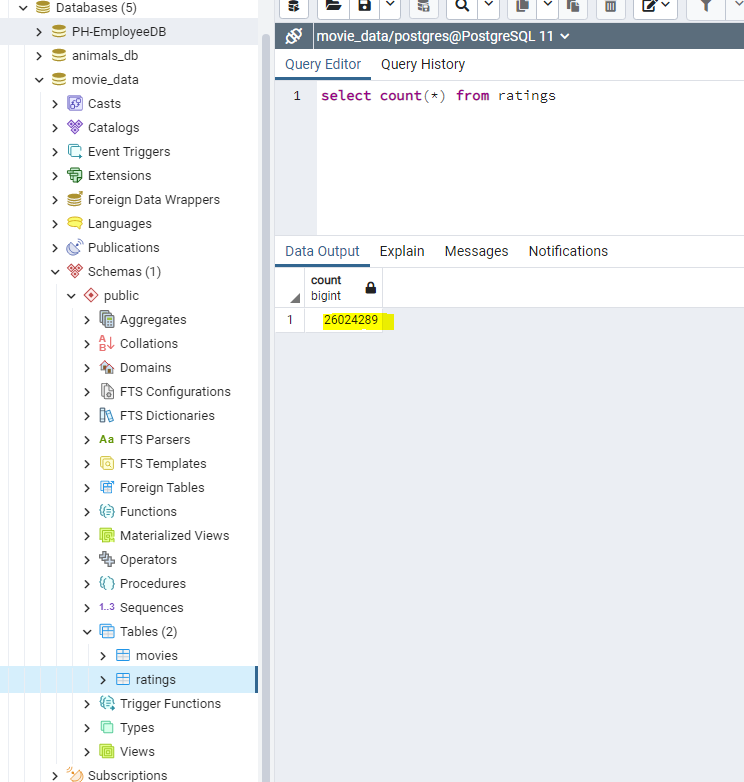 Databases (5)
PH-EmployeeDB
animals_db
movie_data
Casts
Catalogs
Event Triggers
Extensions
Foreign Data Wrappers
Languages
Publications
Schemas (1)
public
Aggregates
Collations
Domains
FTS Configurations
FTS Dictionaries
Aa FTS Parsers
FTS Templates
Foreign Tables
Functions
Materialized Views
Operators
Procedures
1..3 Sequences
Tables (2)
movies
ratings
Trigger Functions
Types
Views
Subscriptions
movie_data/postgres@PostgreSQL 11
Query Editor Query History
1 select count(*) from ratings
Data Output Explain Messages Notifications
count
bigint
1 26024289